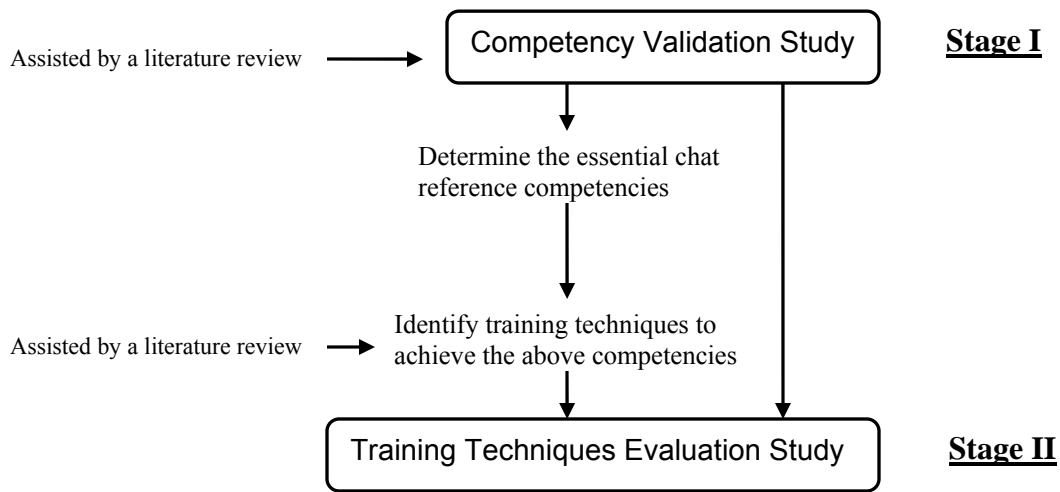 Competency Validation Study
Stage I
Assisted by a literature review
Determine the essential chat
reference competencies
Identify training techniques to
Assisted by a literature review
achieve the above competencies
Training Techniques Evaluation Study
Stage II